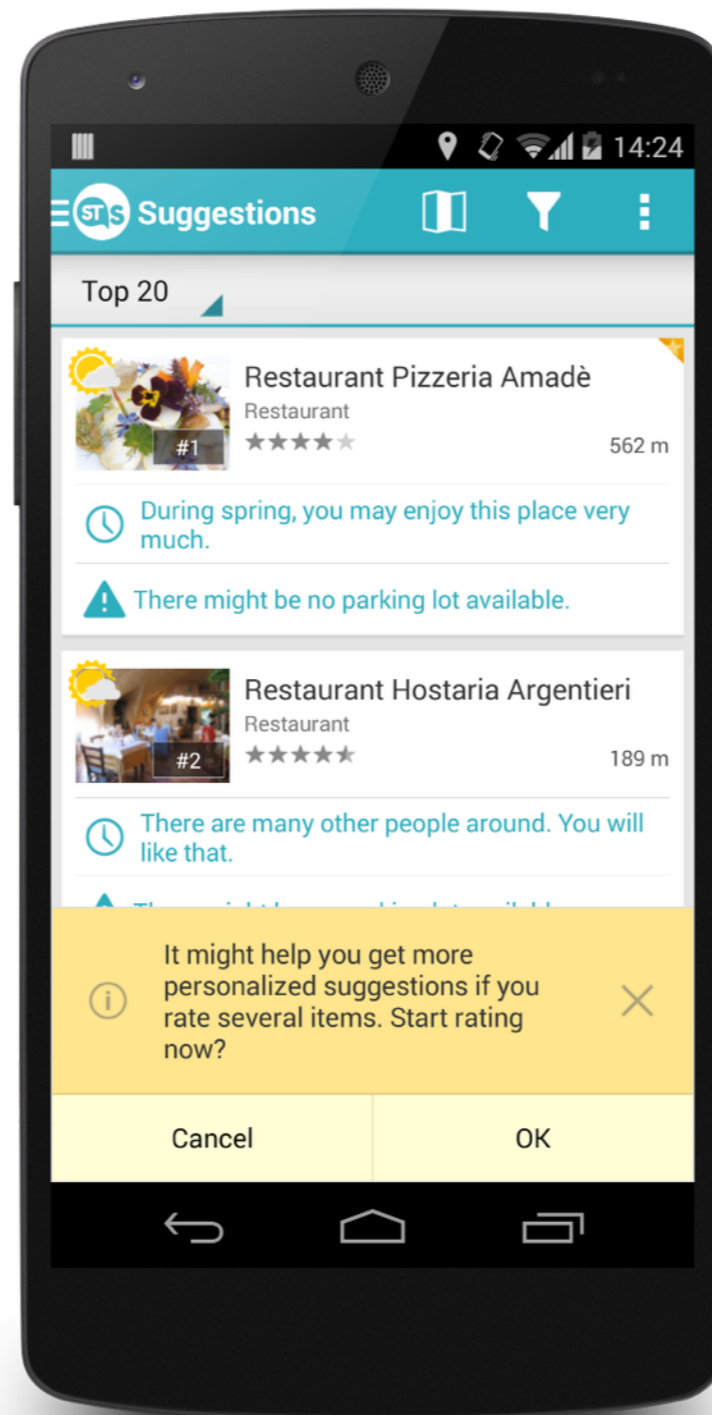 14:24
STS Suggestions
Top 20
Restaurant Pizzeria Amadè
Restaurant
#1
562 m
During spring, you may enjoy this place very
much.
There might be no parking lot available.
Restaurant Hostaria Argentieri
Restaurant
#2
189 m
There are many other people around. You will
like that.
It might help you get more
personalized suggestions if you
rate several items. Start rating
now?
Cancel
OK